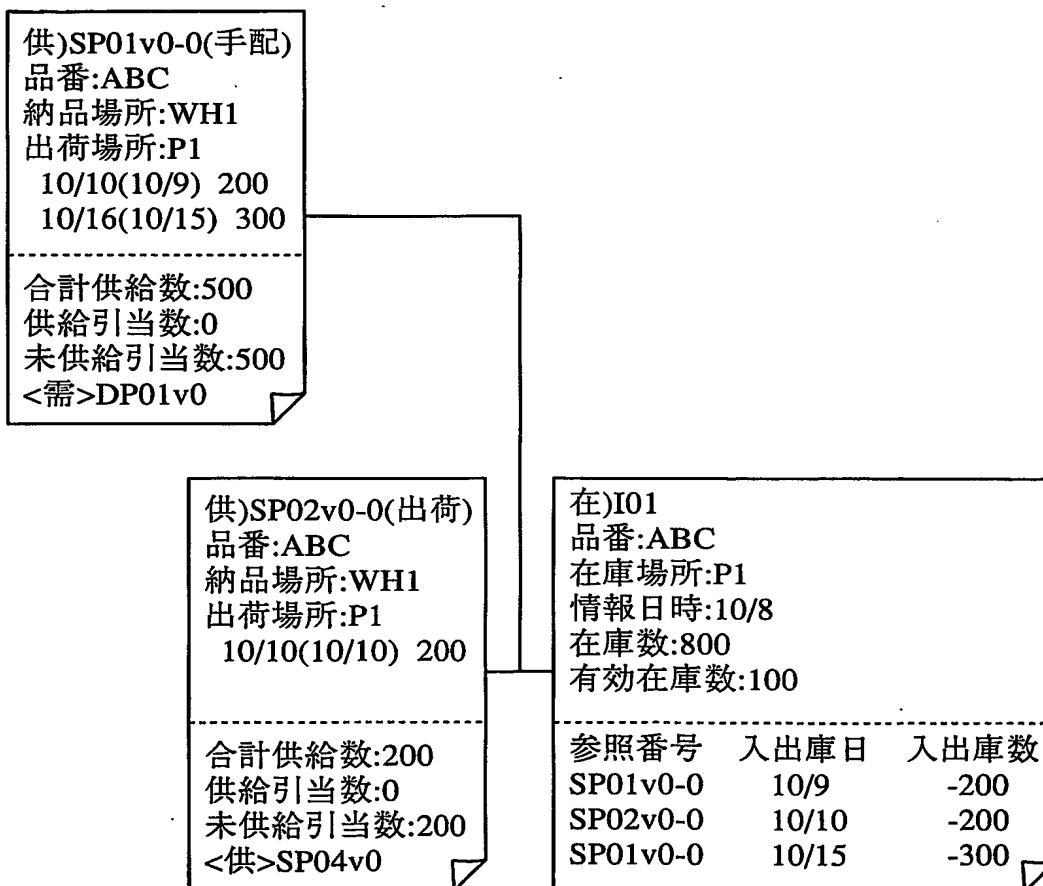 供)SP01v0-0(手配)
品番:ABC
納品場所:WH1
出荷場所:P1
10/10(10/9) 200
10/16(10/15) 300
合計供給数:500
供給引当数:0
未供給引当数:500
<需>DP01v0
供)SP02v0-0(出荷)
品番:ABC
納品場所:WH1
出荷場所:P1
10/10(10/10) 200
合計供給数:200
供給引当数:0
未供給引当数:200
<供>SP04v0
在)I01
品番:ABC
在庫場所:P1
情報日時:10/8
在庫数:800
有効在庫数:100
参照番号 入出庫日 入出庫数
SP01v0-0 10/9 -200
SP02v0-0 10/10 -200
SP01v0-0 10/15 -300